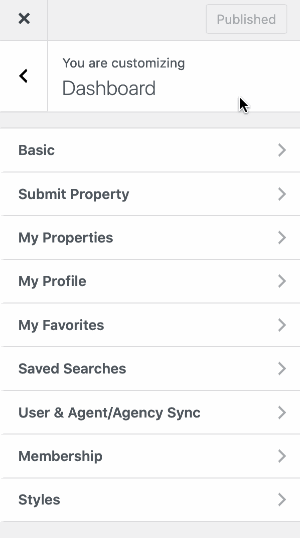 Published
You are customizing
Dashboard
Basic
Submit Property
My Properties
My Profile
My Favorites
Saved Searches
User & Agent/Agency Sync
Membership
Styles